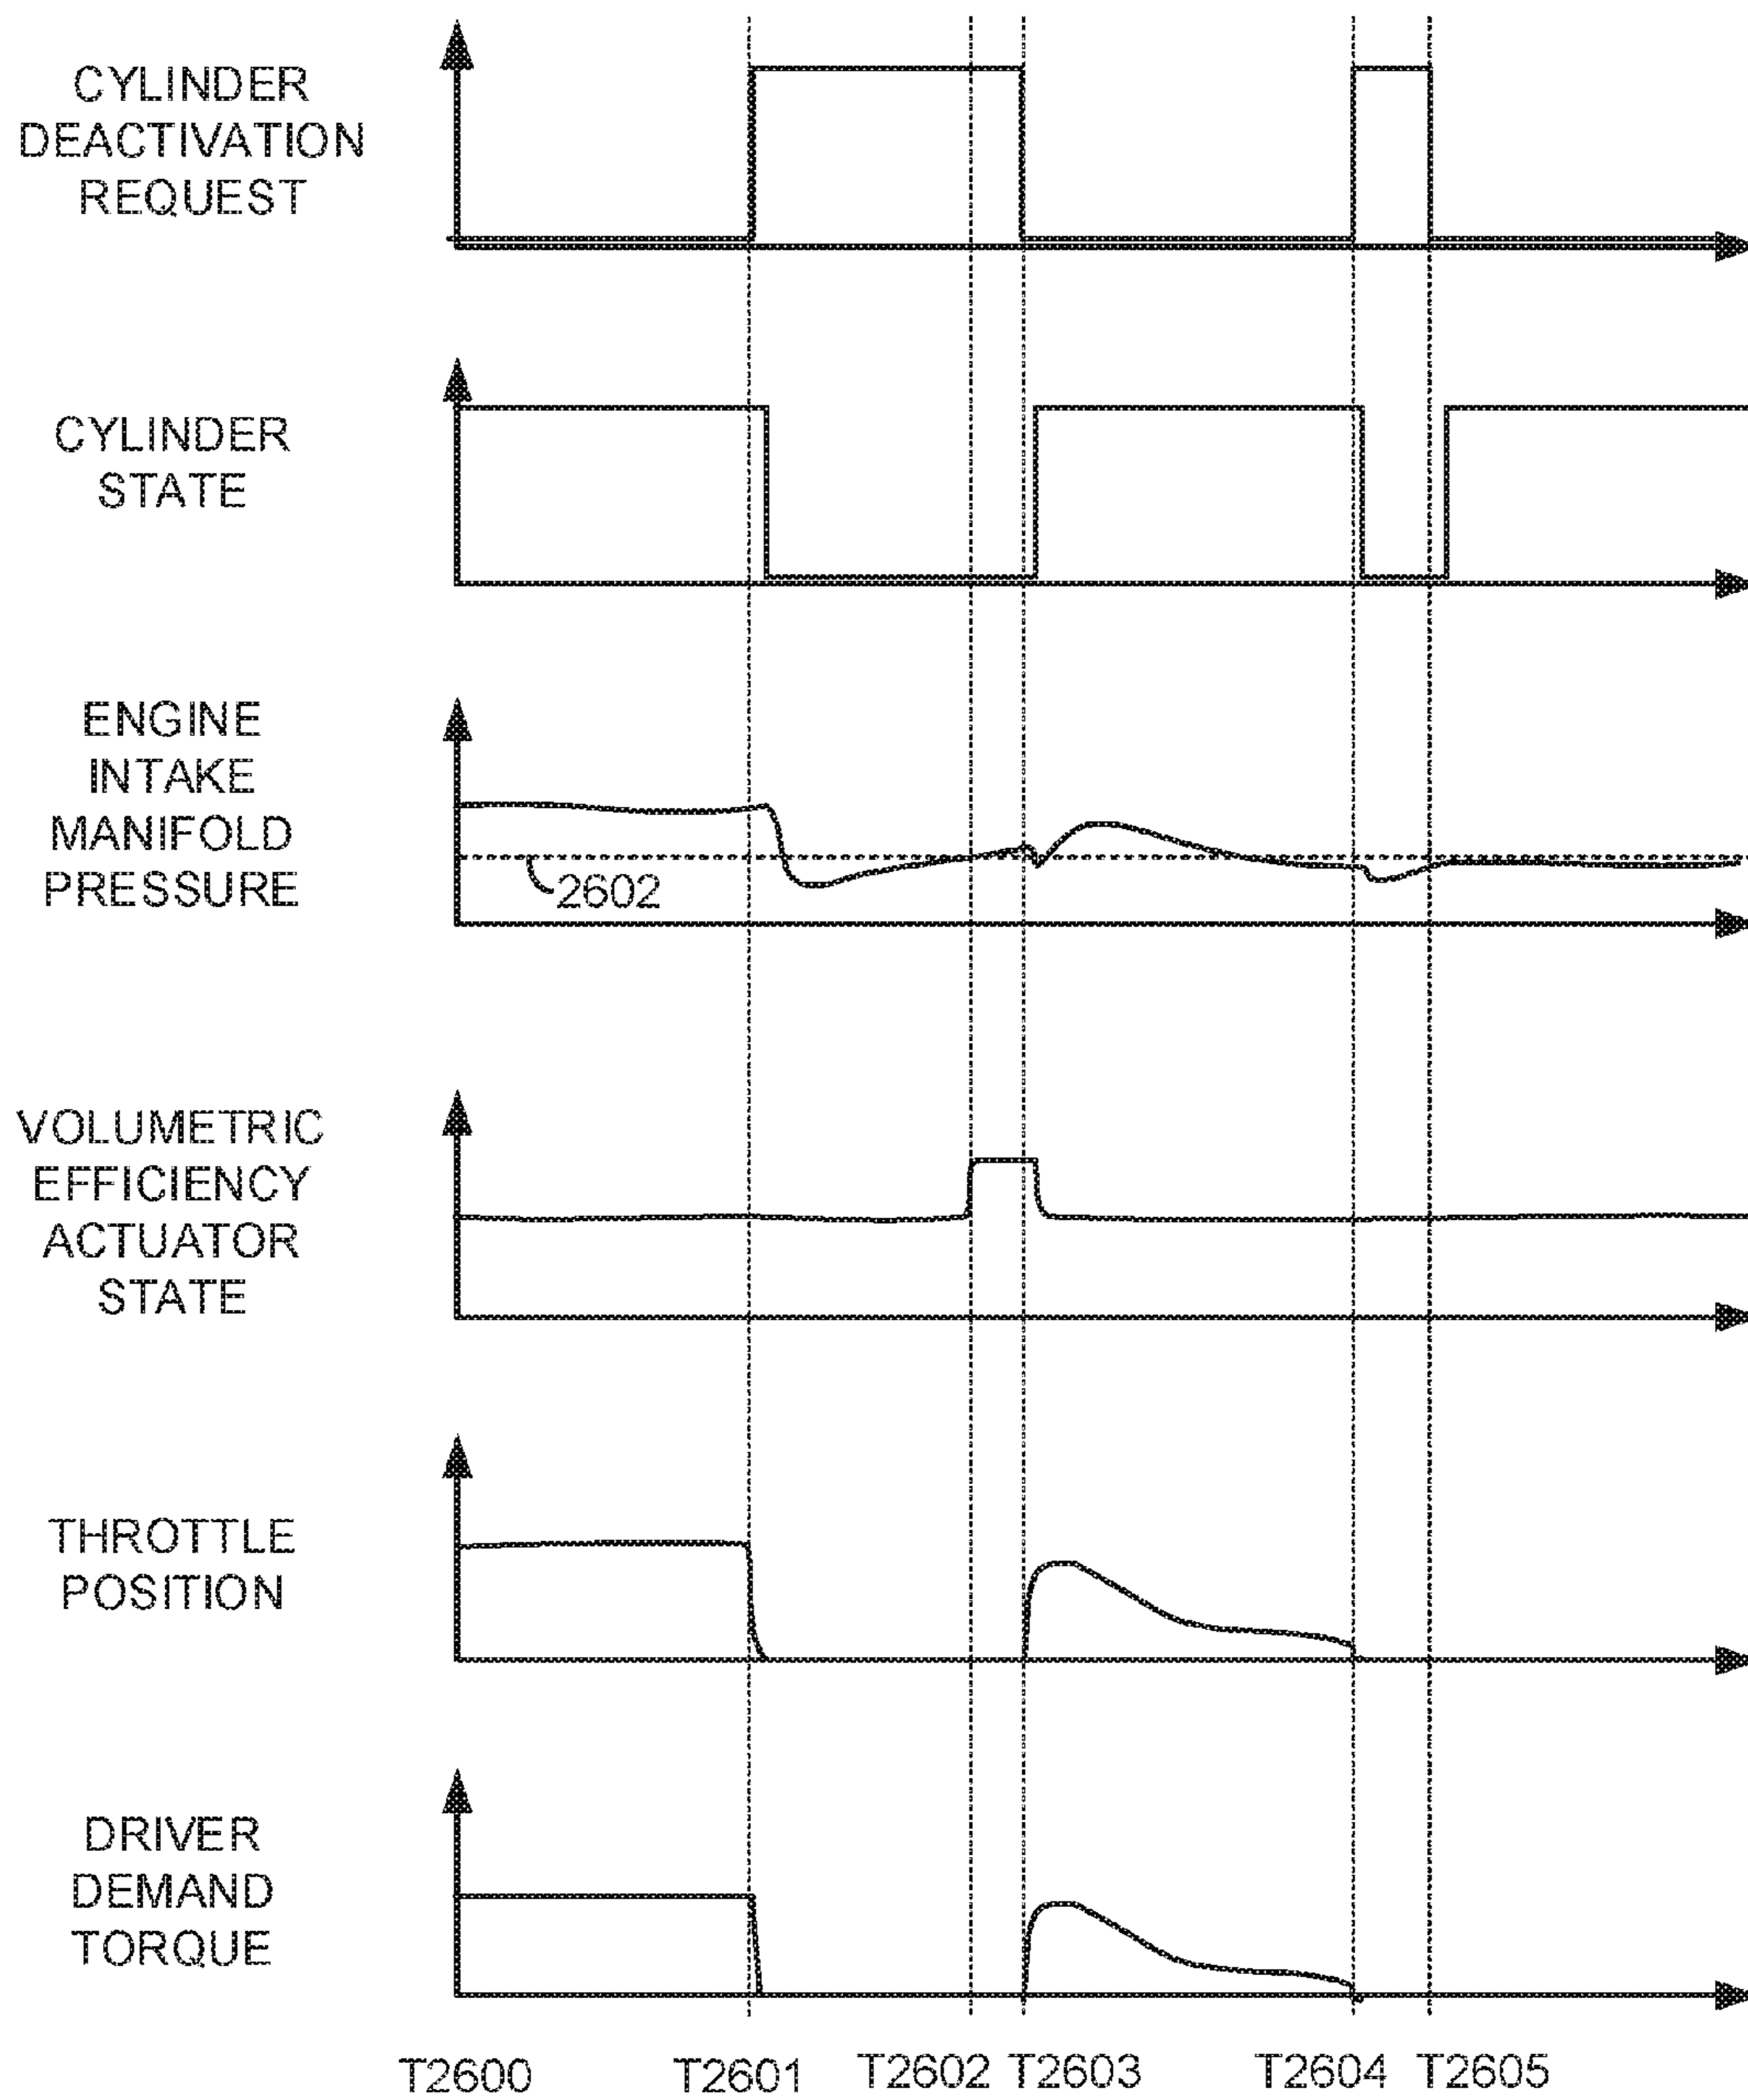 CYLINDER
DEACTIVATION
REQUEST
CYLINDER
STATE
ENGINE
INTAKE
MANIFOLD
PRESSURE
2602
VOLUMETRIC
EFFICIENCY
ACTUATOR
STATE
THROTTLE
POSITION
DRIVER
DEMAND
TORQUE
T2600 T2601 T2602 T2603 T2604 T2605